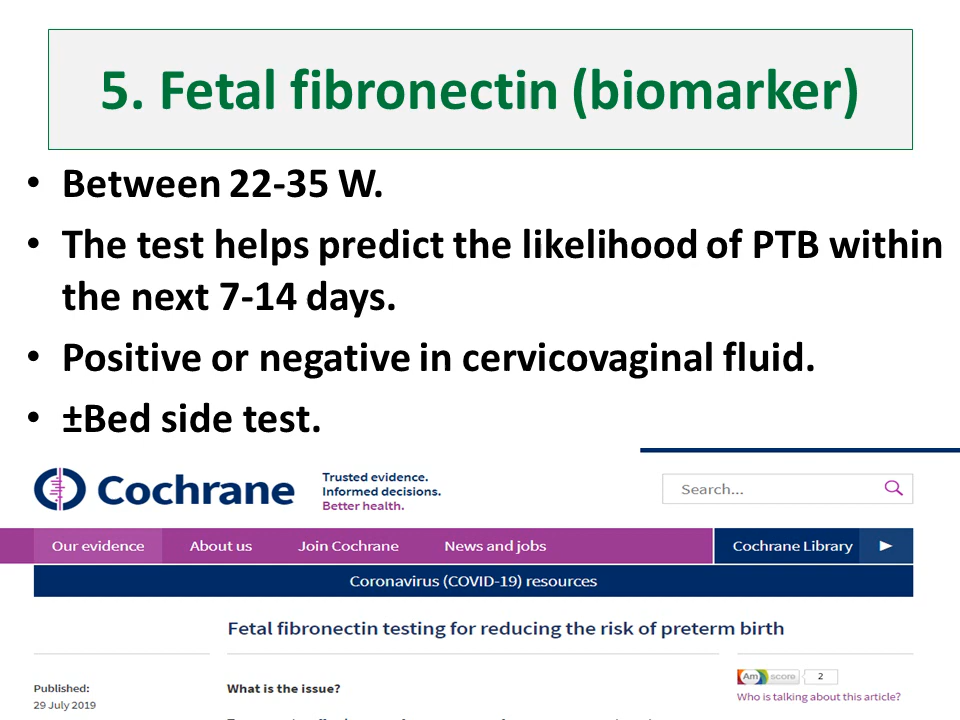 5. Fetal fibronectin (biomarker)
• Between 22-35 W.
• The test helps predict the likelihood of PTB within
the next 7-14 days.
• Positive or negative in cervicovaginal fluid.
• ±Bed side test.
Cochrane
Trusted evidence.
Informed decisions.
Better health.
Search...
Our evidence
About us
Join Cochrane
News and jobs
Cochrane Library
Coronavirus (COVID-19) resources
Fetal fibronectin testing for reducing the risk of preterm birth
Am score 2
Who is talking about this article?
Published:
29 July 2019
What is the issue?